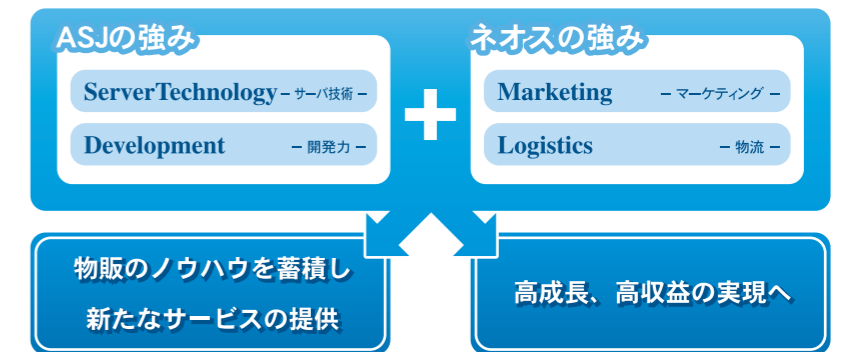 ASJの強み
ServerTechnology – サーバ技術 –
Development – 開発力 –
+
ネオスの強み
Marketing – マーケティング –
Logistics – 物流 –
物販のノウハウを蓄積し
新たなサービスの提供
高成長、高収益の実現へ